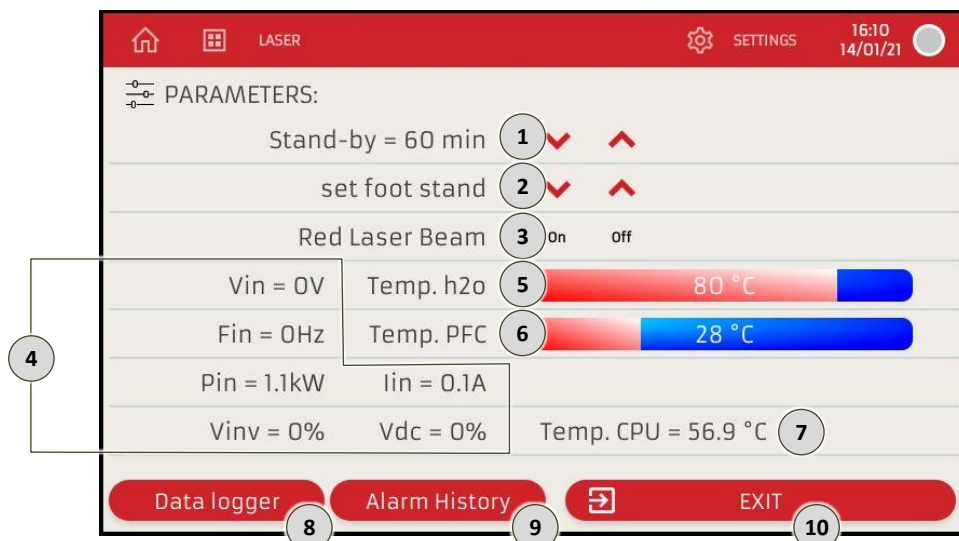 LASER SETTINGS 16:10
14/01/21
PARAMETERS:
Stand-by = 60 min 1
set foot stand 2
Red Laser Beam 3 On Off
Vin = 0V Temp. h2o 5 80 °C
Fin = 0Hz Temp. PFC 6 28 °C
4
Pin = 1.1kW Iin = 0.1A
Vinv = 0% Vdc = 0% Temp. CPU = 56.9 °C 7
Data logger Alarm History EXIT
8 9 10